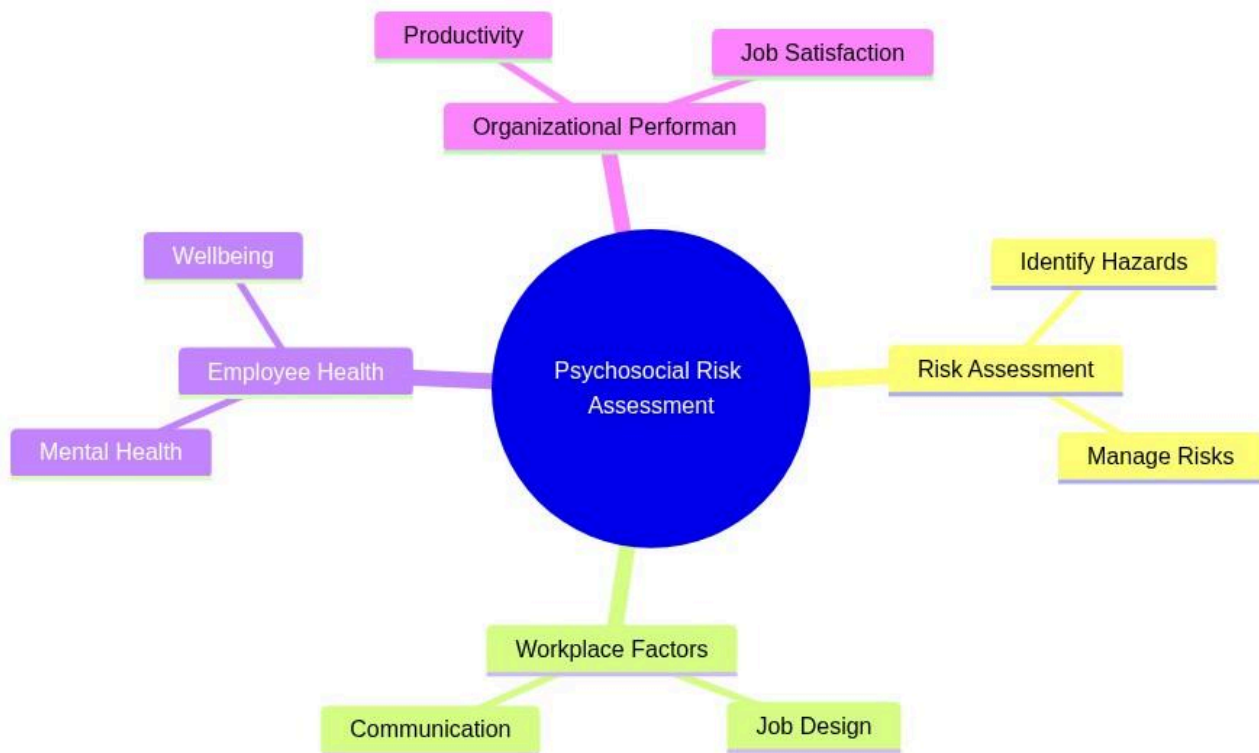 Productivity
Job Satisfaction
Organizational Performan
Wellbeing
Identify Hazards
Employee Health
Psychosocial Risk
Assessment
Risk Assessment
Mental Health
Manage Risks
Workplace Factors
Communication
Job Design